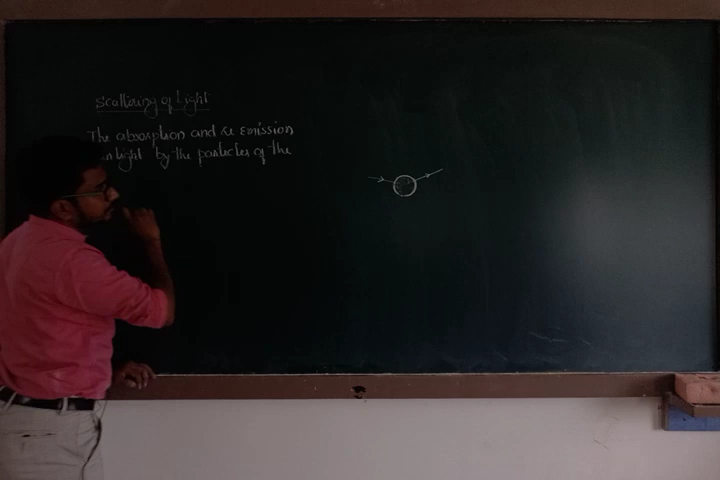 Scattering of Light
The absorption and re emission
light by the particles of the